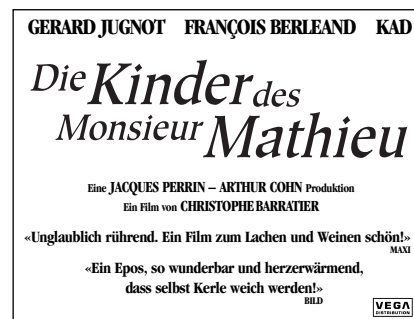 GERARD JUGNOT FRANÇOIS BERLEAND KAD
Die Kinder des
Monsieur Mathieu
Eine JACQUES PERRIN – ARTHUR COHN Produktion
Ein Film von CHRISTOPHE BARRATIER
«Unglaublich rührend. Ein Film zum Lachen und Weinen schön!»
MAXI
«Ein Epos, so wunderbar und herzerwärmend,
dass selbst Kerle weich werden!»
BILD
VEGA
DISTRIBUTION